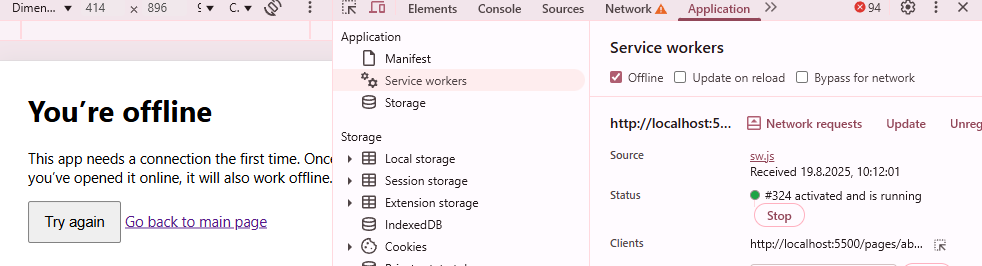 Dimen... 414 × 896 C.
Elements Console Sources Network Application 94
You’re offline
This app needs a connection the first time. Once
you’ve opened it online, it will also work offline.
Try again Go back to main page
Application
Manifest
Service workers
Storage
Storage
Local storage
Session storage
Extension storage
IndexedDB
Cookies
Service workers
Offline Update on reload Bypass for network
http://localhost:5... Network requests Update Unreg
Source sw.js
Received 19.8.2025, 10:12:01
Status #324 activated and is running
Stop
Clients http://localhost:5500/pages/ab...